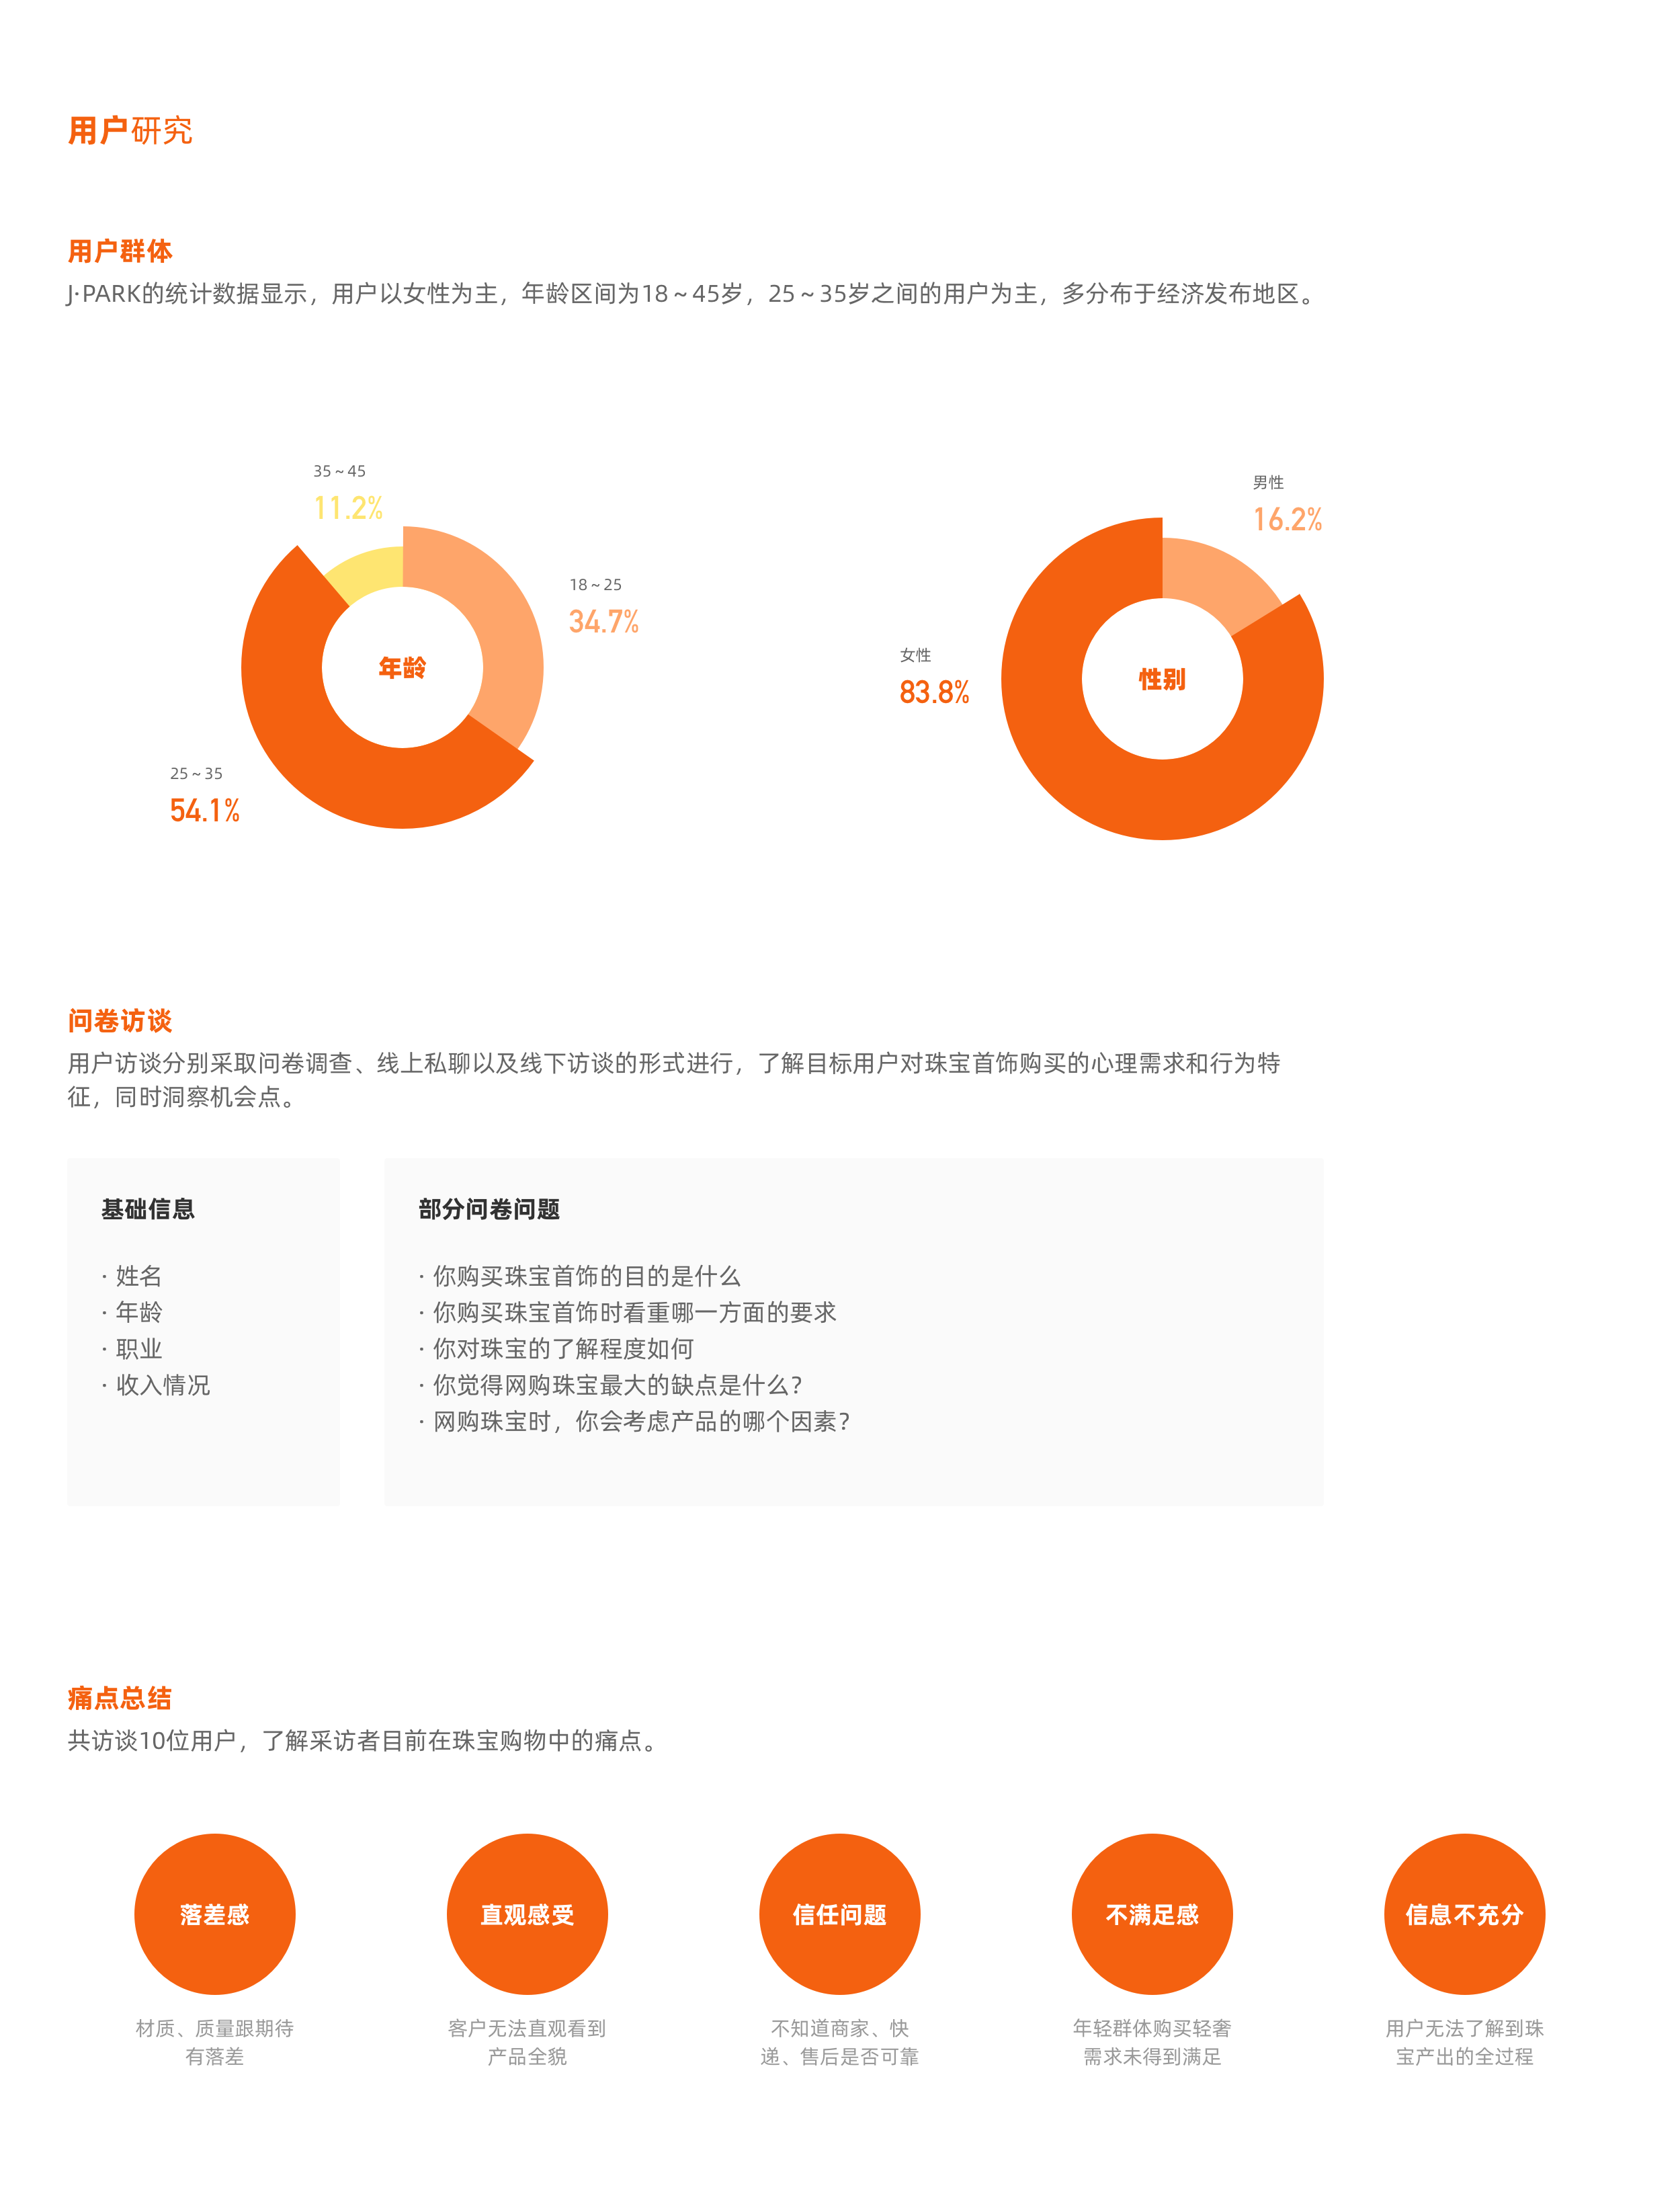 用户研究
用户群体
J·PARK的统计数据显示，用户以女性为主，年龄区间为18~45岁，25~35岁之间的用户为主，多分布于经济发布地区。
35~45
11.2%
18~25
34.7%
年龄
25~35
54.1%
男性
16.2%
女性
83.8%
性别
问卷访谈
用户访谈分别采取问卷调查、线上私聊以及线下访谈的形式进行，了解目标用户对珠宝首饰购买的心理需求和行为特
征，同时洞察机会点。
基础信息
· 姓名
· 年龄
· 职业
· 收入情况
部分问卷问题
· 你购买珠宝首饰的目的是什么
· 你购买珠宝首饰时看重哪一方面的要求
· 你对珠宝的了解程度如何
· 你觉得网购珠宝最大的缺点是什么？
· 网购珠宝时，你会考虑产品的哪个因素？
痛点总结
共访谈10位用户，了解采访者目前在珠宝购物中的痛点。
落差感
材质、质量跟期待
有落差
直观感受
客户无法直观看到
产品全貌
信任问题
不知道商家、快
递、售后是否可靠
不满足感
年轻群体购买轻奢
需求未得到满足
信息不充分
用户无法了解到珠
宝产出的全过程